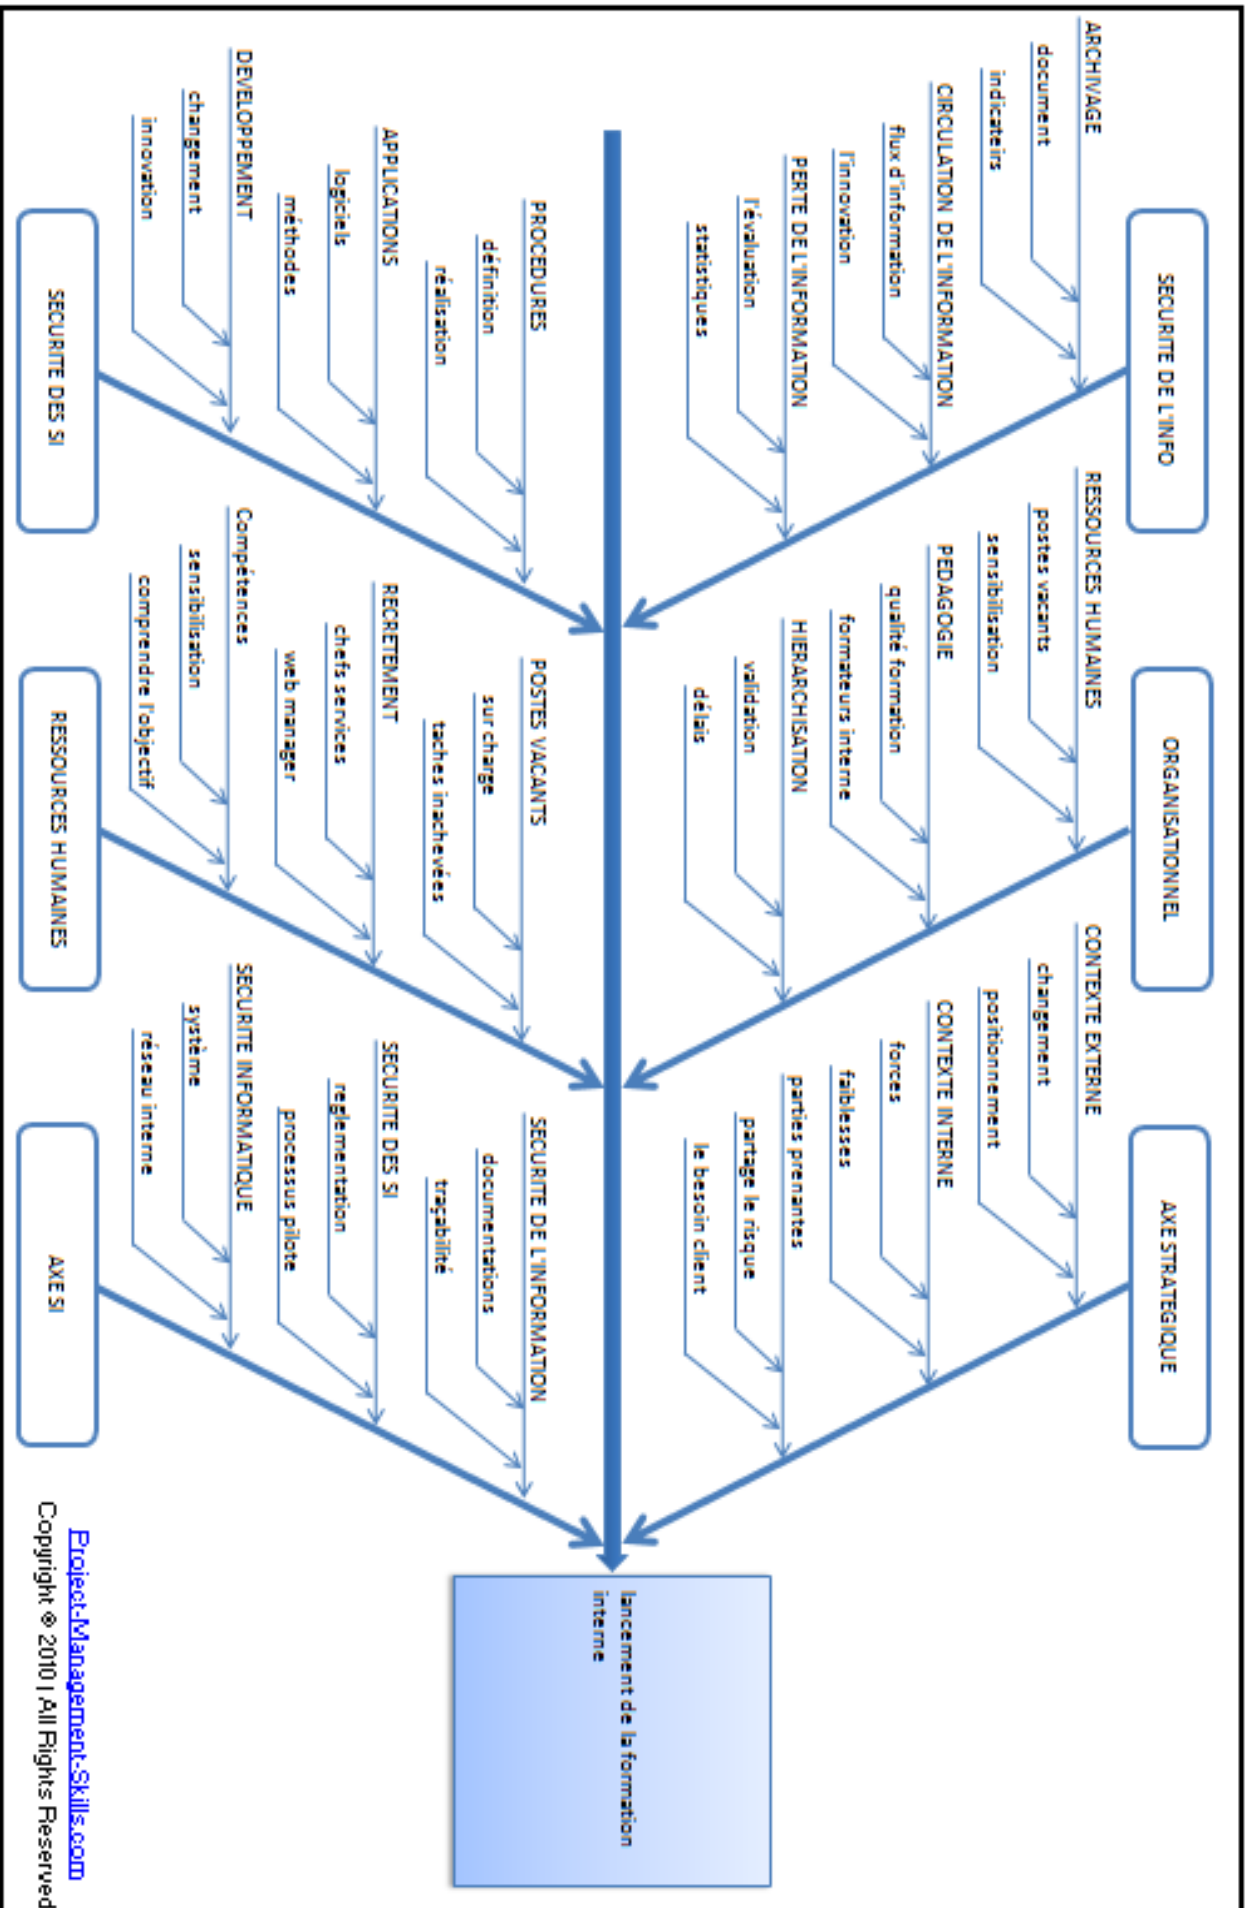 SECURITE DE L'INFO
ORGANISATIONNEL
AXE STRATEGIQUE
ARCHIVAGE
document
indicateirs
CIRCULATION DE L'INFORMATION
flux d'information
l'innovation
PERTE DE L'INFORMATION
l'évaluation
statistiques
RESSOURCES HUMAINES
postes vacants
sensibilisation
PEDAGOGIE
qualité formation
formateurs interne
HIERARCHISATION
validation
délais
CONTEXTE EXTERNE
changement
positionnement
CONTEXTE INTERNE
forces
faiblesses
parties prenantes
partage le risque
le besoin client
lancement de la formation
interne
PROCEDURES
définition
réalisation
APPLICATIONS
logiciels
méthodes
DEVELOPPEMENT
changement
innovation
POSTES VACANTS
sur charge
taches inachevées
RECRETEMENT
chefs services
web manager
Compétences
sensibilisation
comprendre l'objectif
SECURITE DE L'INFORMATION
documentations
traçabilité
SECURITE DES SI
reglementation
processus pilote
SECURITE INFORMATIQUE
système
réseau interne
SECURITE DES SI
RESSOURCES HUMAINES
AXE SI
Project-Management-Skills.com
Copyright © 2010 | All Rights Reserved